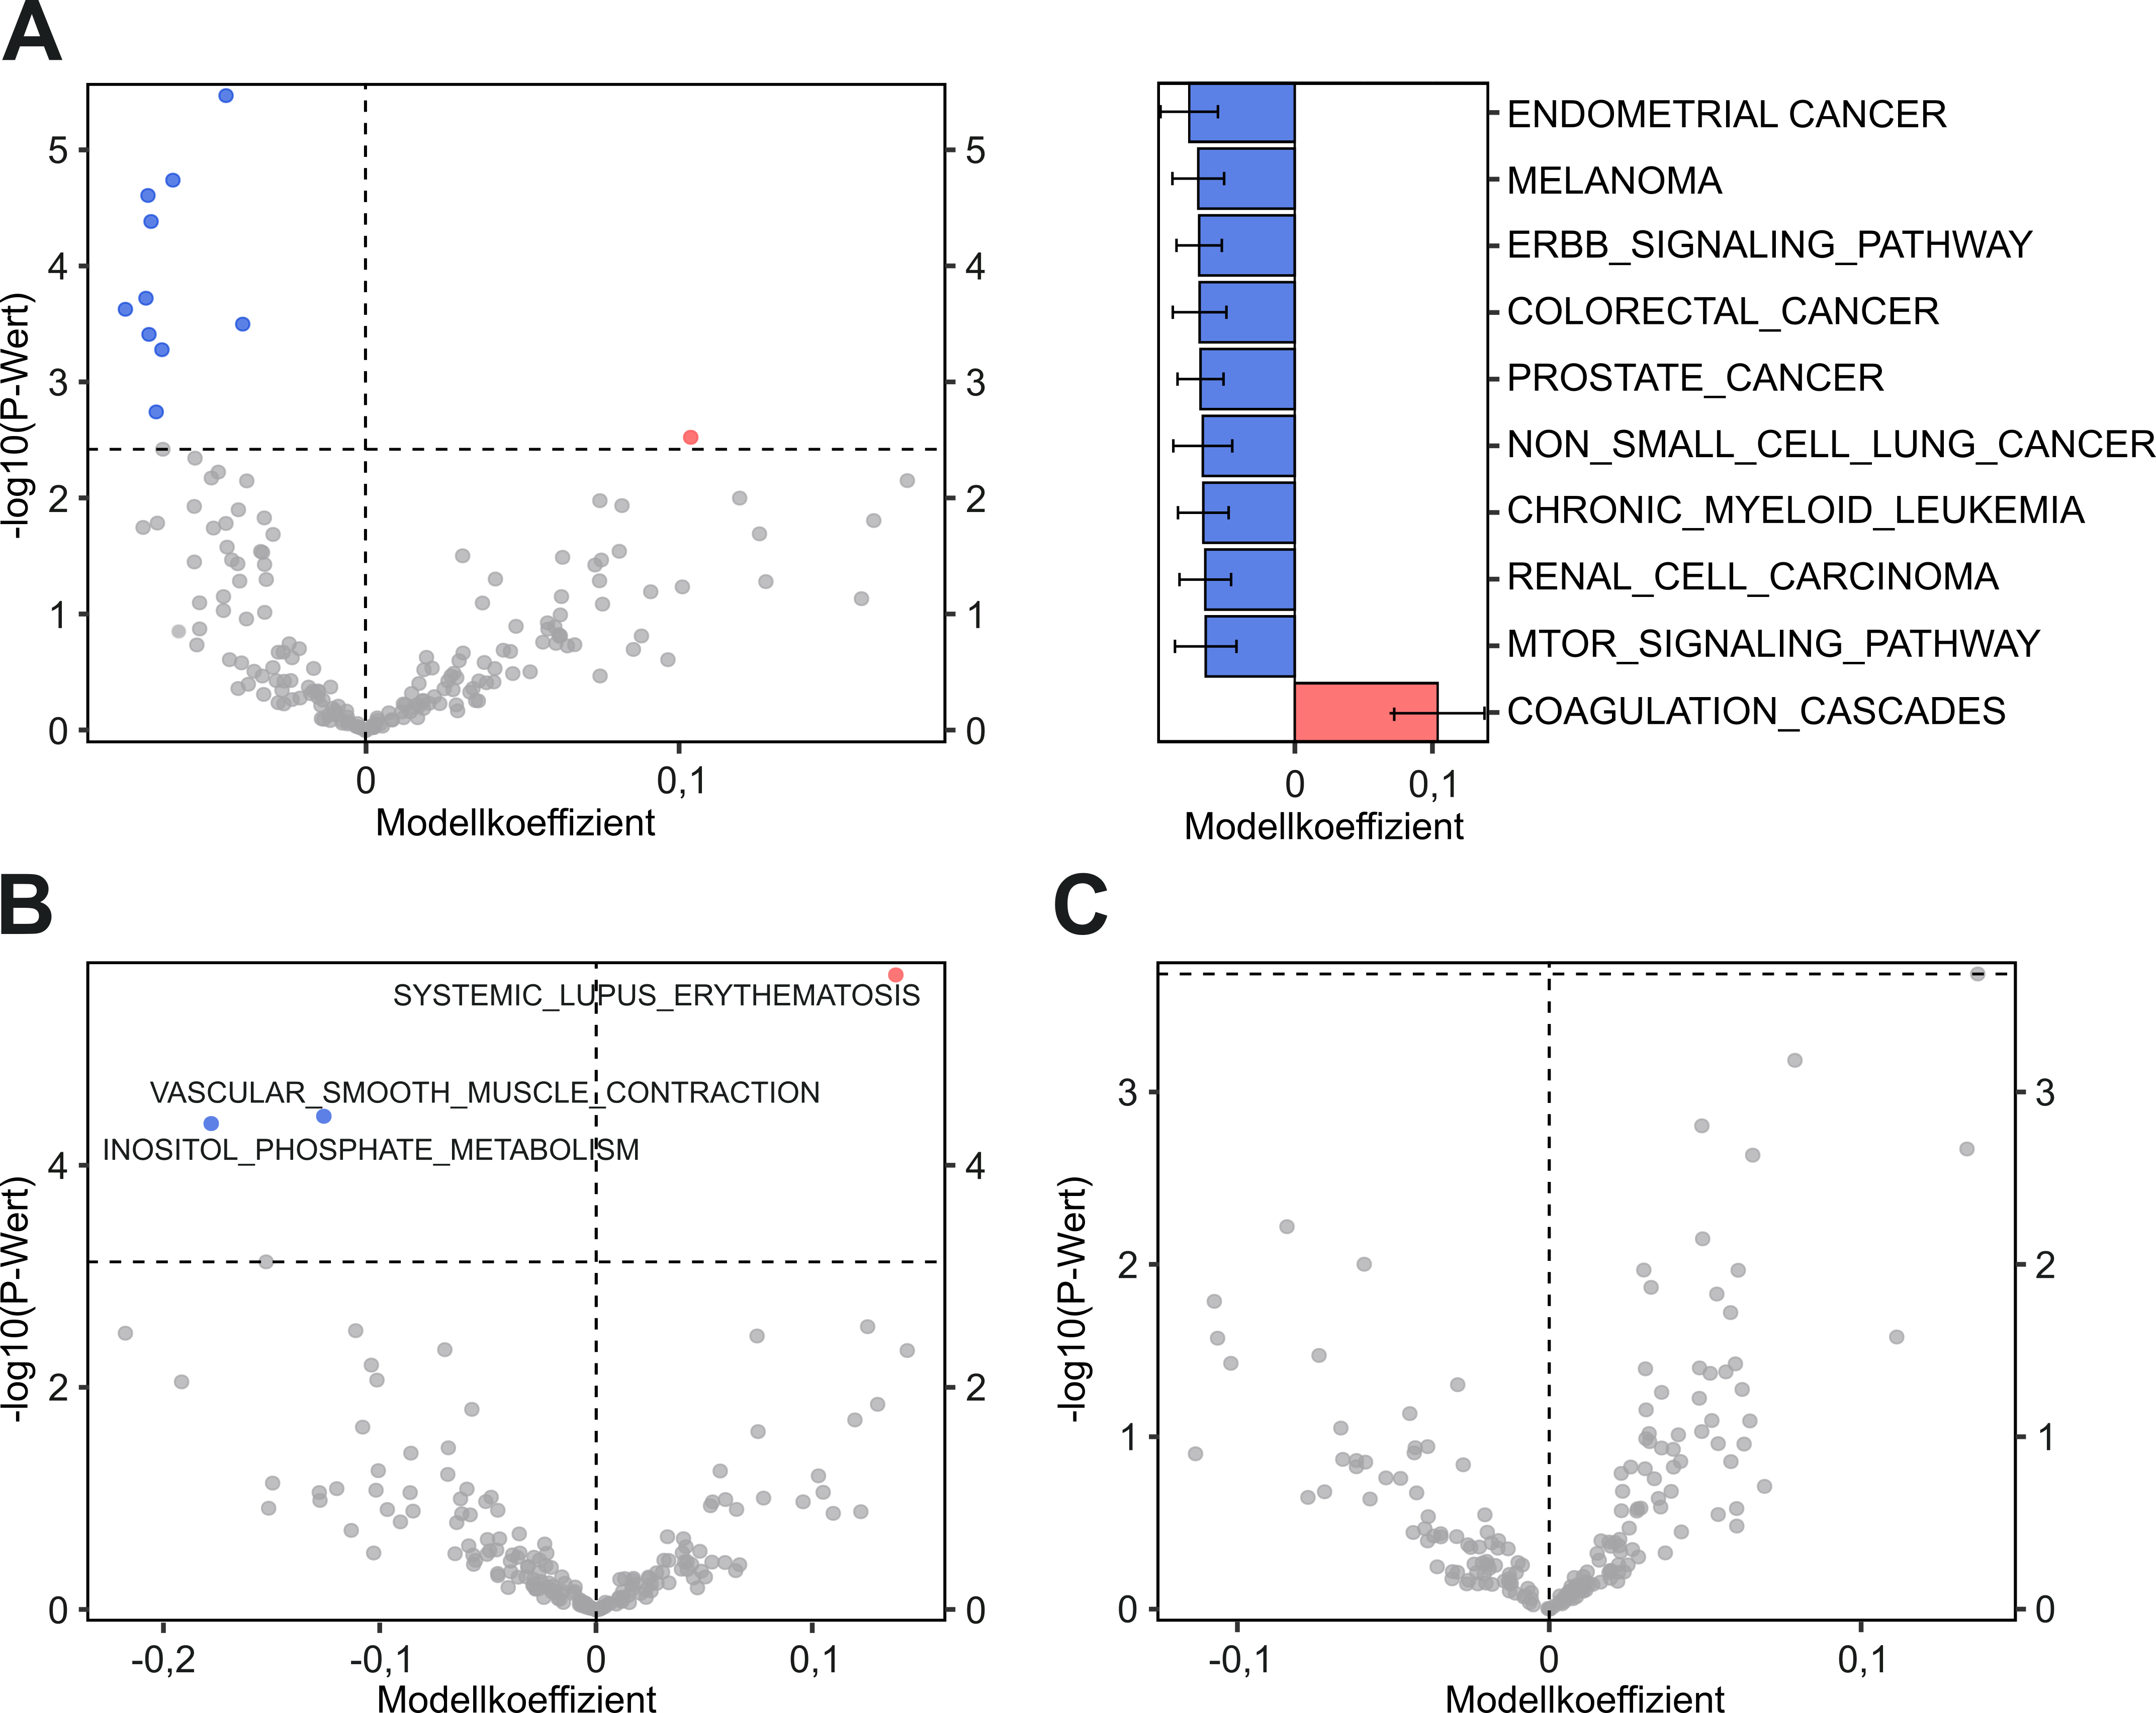 A
5
4
3
2
1
0
-log10(P-Wert)
5
4
3
2
1
0
0
0,1
Modellkoeffizient
ENDOMETRIAL CANCER
MELANOMA
ERBB_SIGNALING_PATHWAY
COLORECTAL_CANCER
PROSTATE_CANCER
NON_SMALL_CELL_LUNG_CANCER
CHRONIC_MYELOID_LEUKEMIA
RENAL_CELL_CARCINOMA
MTOR_SIGNALING_PATHWAY
COAGULATION_CASCADES
0
0,1
Modellkoeffizient
B
SYSTEMIC_LUPUS_ERYTHEMATOSIS
VASCULAR_SMOOTH_MUSCLE_CONTRACTION
INOSITOL_PHOSPHATE_METABOLISM
4
2
0
-log10(P-Wert)
4
2
0
-0,2
-0,1
0
0,1
Modellkoeffizient
C
3
2
1
0
-log10(P-Wert)
3
2
1
0
-0,1
0
0,1
Modellkoeffizient